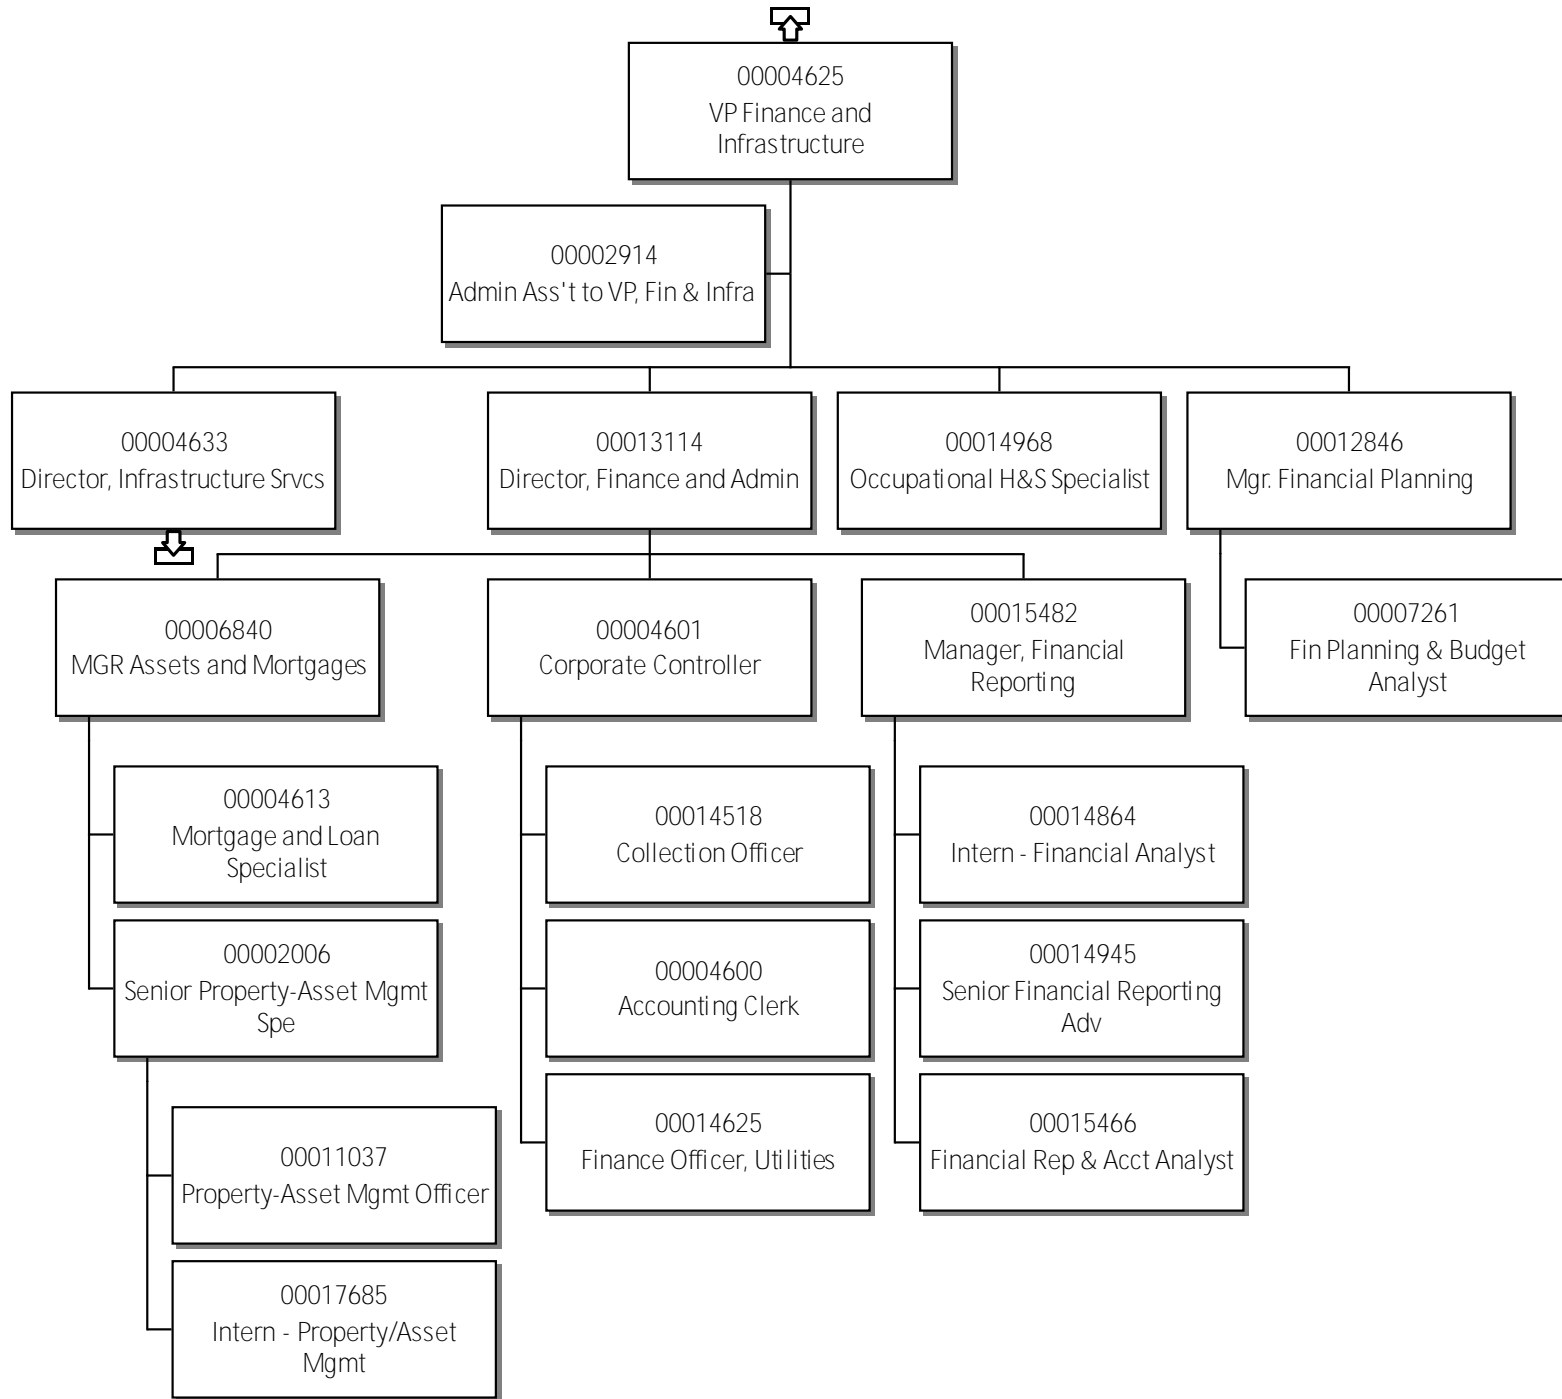 00004625
VP Finance and
Infrastructure
00002914
Admin Ass't to VP, Fin & Infra
00004633
Director, Infrastructure Srvcs
00013114
Director, Finance and Admin
00014968
Occupational H&S Specialist
00012846
Mgr. Financial Planning
00006840
MGR Assets and Mortgages
00004601
Corporate Controller
00015482
Manager, Financial
Reporting
00007261
Fin Planning & Budget
Analyst
00004613
Mortgage and Loan
Specialist
00014518
Collection Officer
00014864
Intern - Financial Analyst
00002006
Senior Property-Asset Mgmt
Spe
00004600
Accounting Clerk
00014945
Senior Financial Reporting
Adv
00011037
Property-Asset Mgmt Officer
00014625
Finance Officer, Utilities
00015466
Financial Rep & Acct Analyst
00017685
Intern - Property/Asset
Mgmt